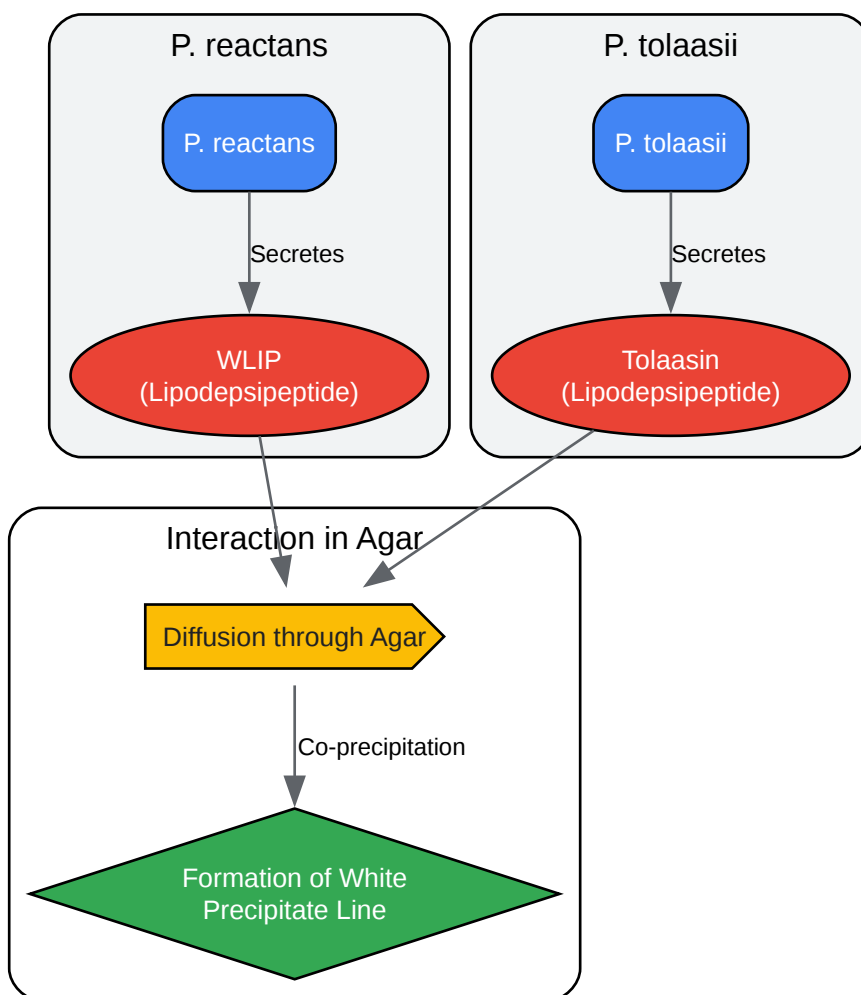 P. reactans
P. tolaasii
P. reactans
P. tolaasii
Secretes
Secretes
WLIP
(Lipodepsipeptide)
Tolaasin
(Lipodepsipeptide)
Interaction in Agar
Diffusion through Agar
Co-precipitation
Formation of White
Precipitate Line